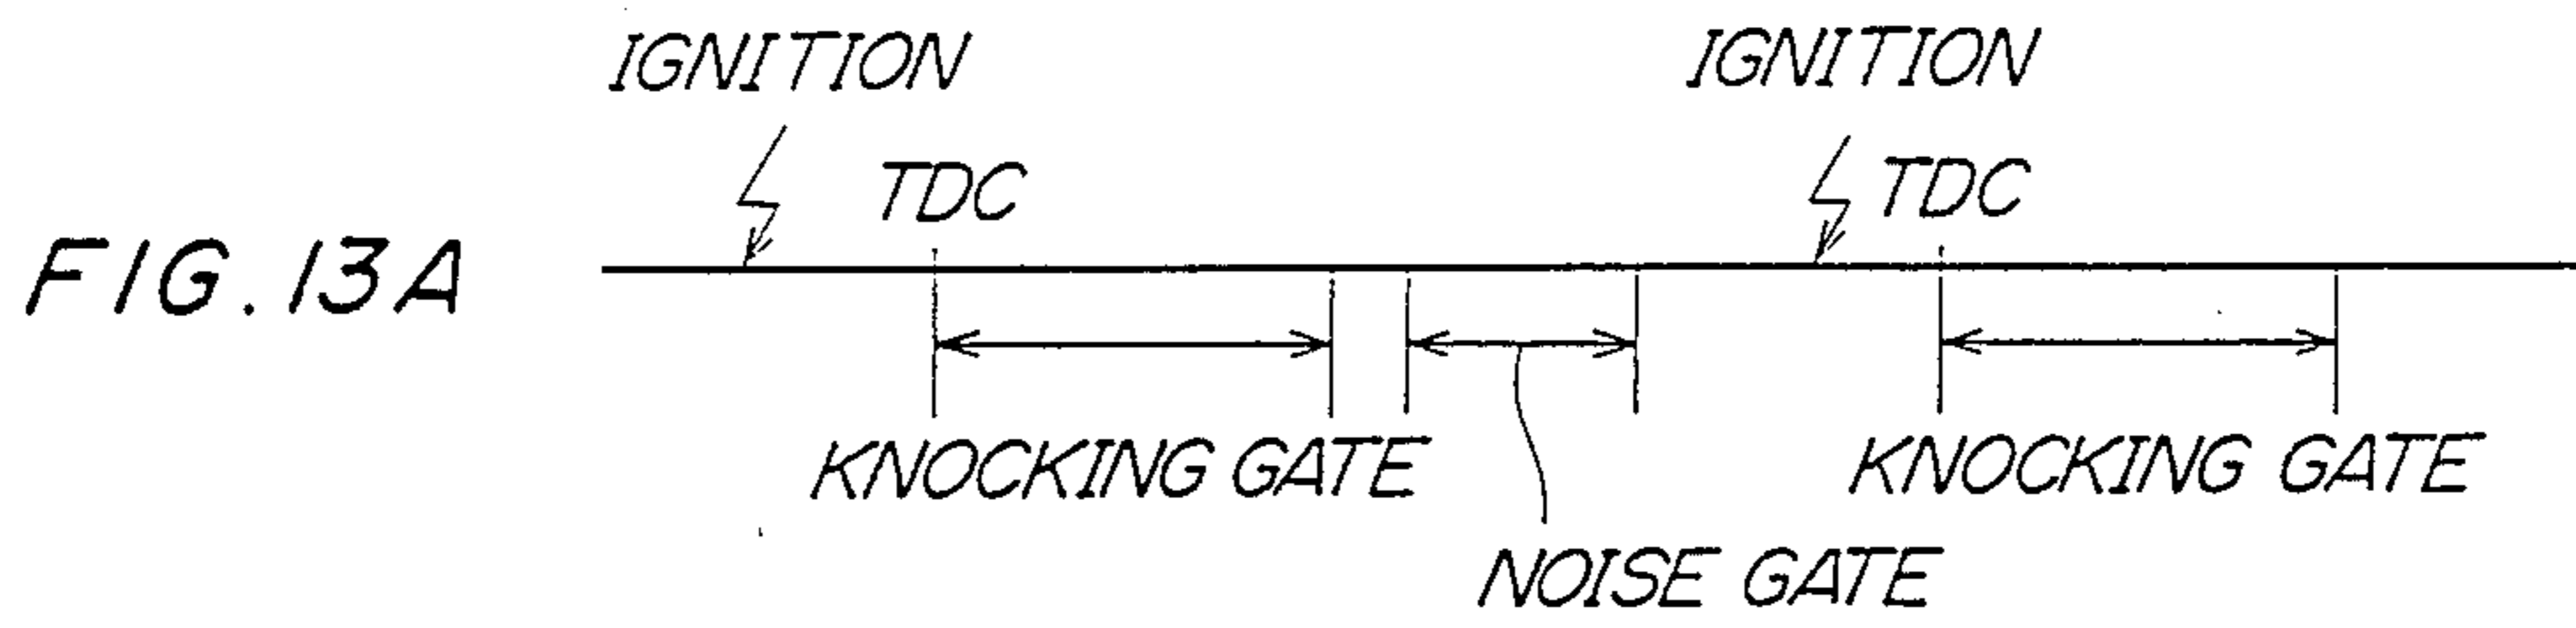 IGNITION
IGNITION
TDC
TDC
FIG. 13A
KNOCKING GATE
KNOCKING GATE
NOISE GATE